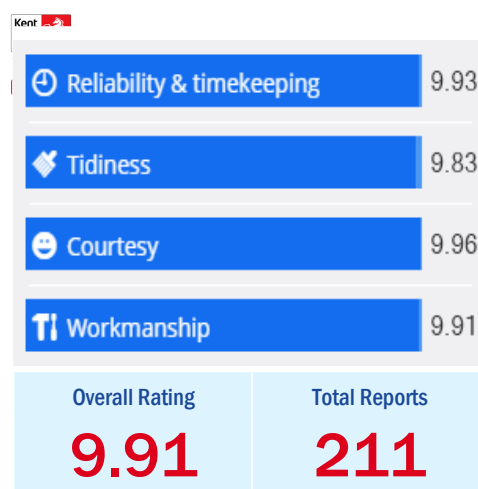 Kent
Reliability & timekeeping 9.93
Tidiness 9.83
Courtesy 9.96
Workmanship 9.91
Overall Rating Total Reports
9.91 211